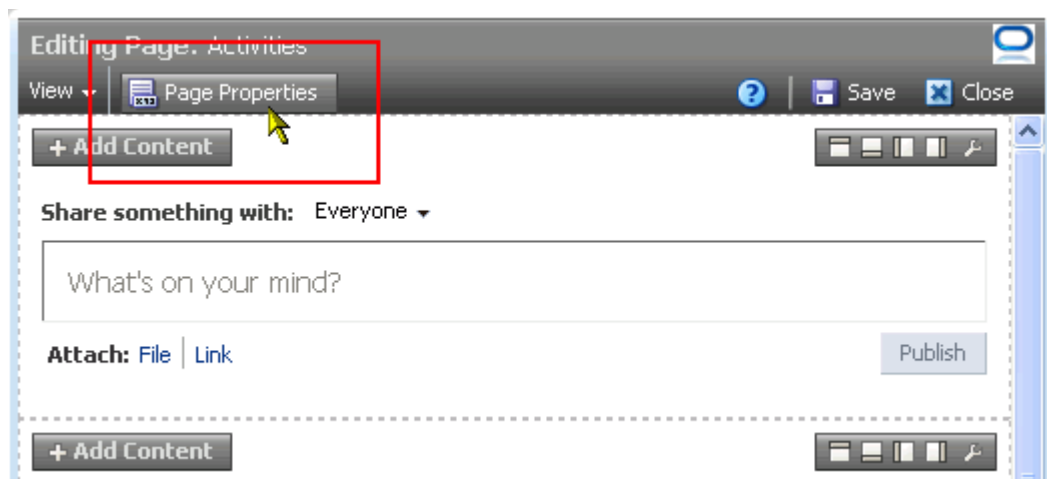 Editing Page: Activities
View Page Properties Save Close
+ Add Content
Share something with: Everyone
What's on your mind?
Attach: File Link Publish
+ Add Content